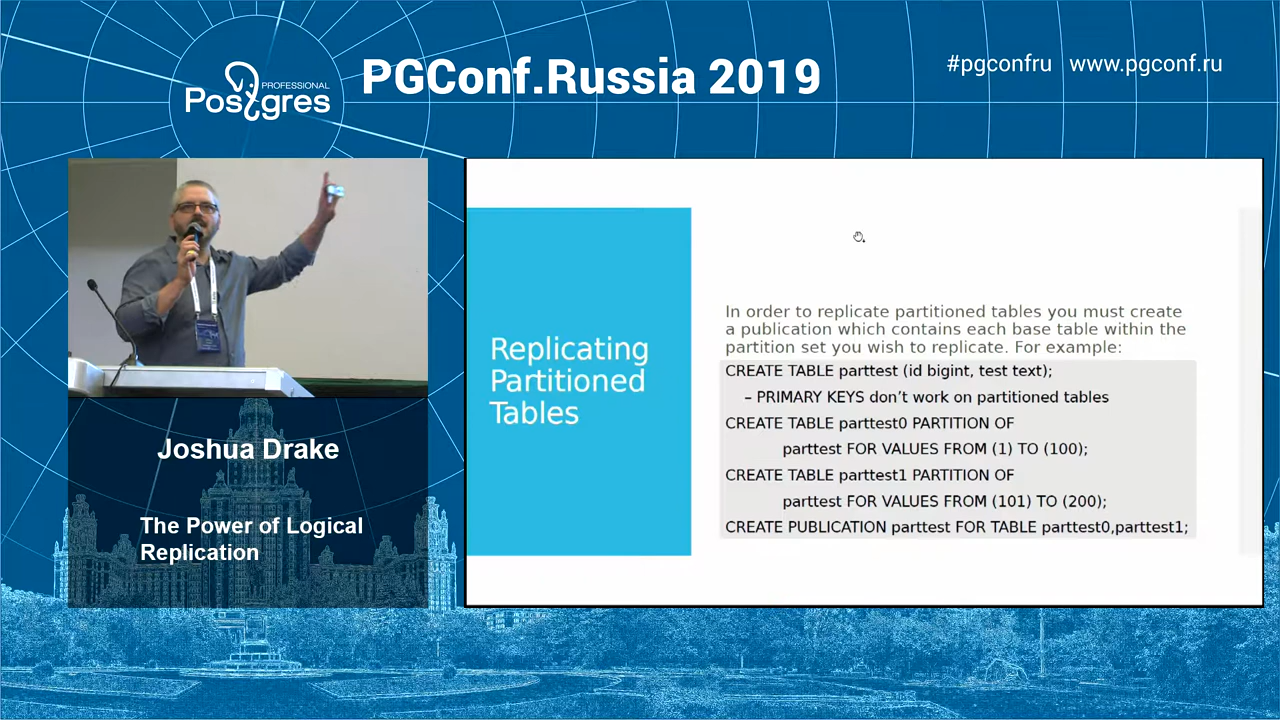 PROFESSIONAL
Postgres
PGConf.Russia 2019
#pgconfru www.pgconf.ru
Joshua Drake
The Power of Logical
Replication
Replicating
Partitioned
Tables
In order to replicate partitioned tables you must create
a publication which contains each base table within the
partition set you wish to replicate. For example:
CREATE TABLE parttest (id bigint, test text);
– PRIMARY KEYS don’t work on partitioned tables
CREATE TABLE parttest0 PARTITION OF
parttest FOR VALUES FROM (1) TO (100);
CREATE TABLE parttest1 PARTITION OF
parttest FOR VALUES FROM (101) TO (200);
CREATE PUBLICATION parttest FOR TABLE parttest0,parttest1;